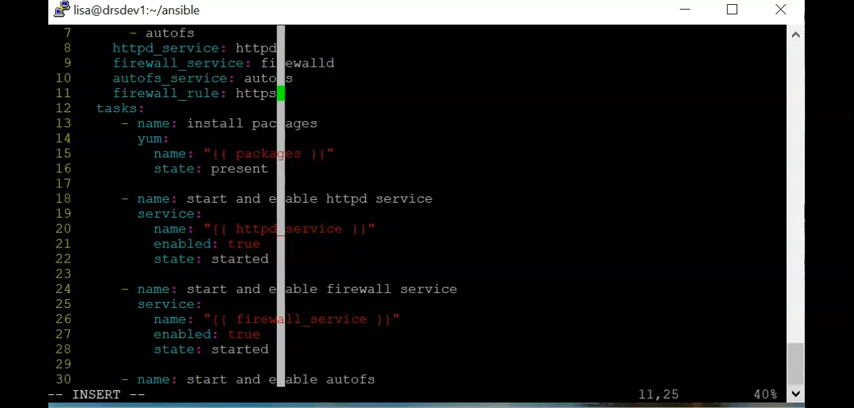 lisa@drsdev1:~/ansible
7 - autofs
8 httpd_service: httpd
9 firewall_service: firewalld
10 autofs_service: autofs
11 firewall_rule: https
12 tasks:
13 - name: install packages
14 yum:
15 name: "{{ packages }}"
16 state: present
17
18 - name: start and enable httpd service
19 service:
20 name: "{{ httpd_service }}"
21 enabled: true
22 state: started
23
24 - name: start and enable firewall service
25 service:
26 name: "{{ firewall_service }}"
27 enabled: true
28 state: started
29
30 - name: start and enable autofs
-- INSERT -- 11,25 40%